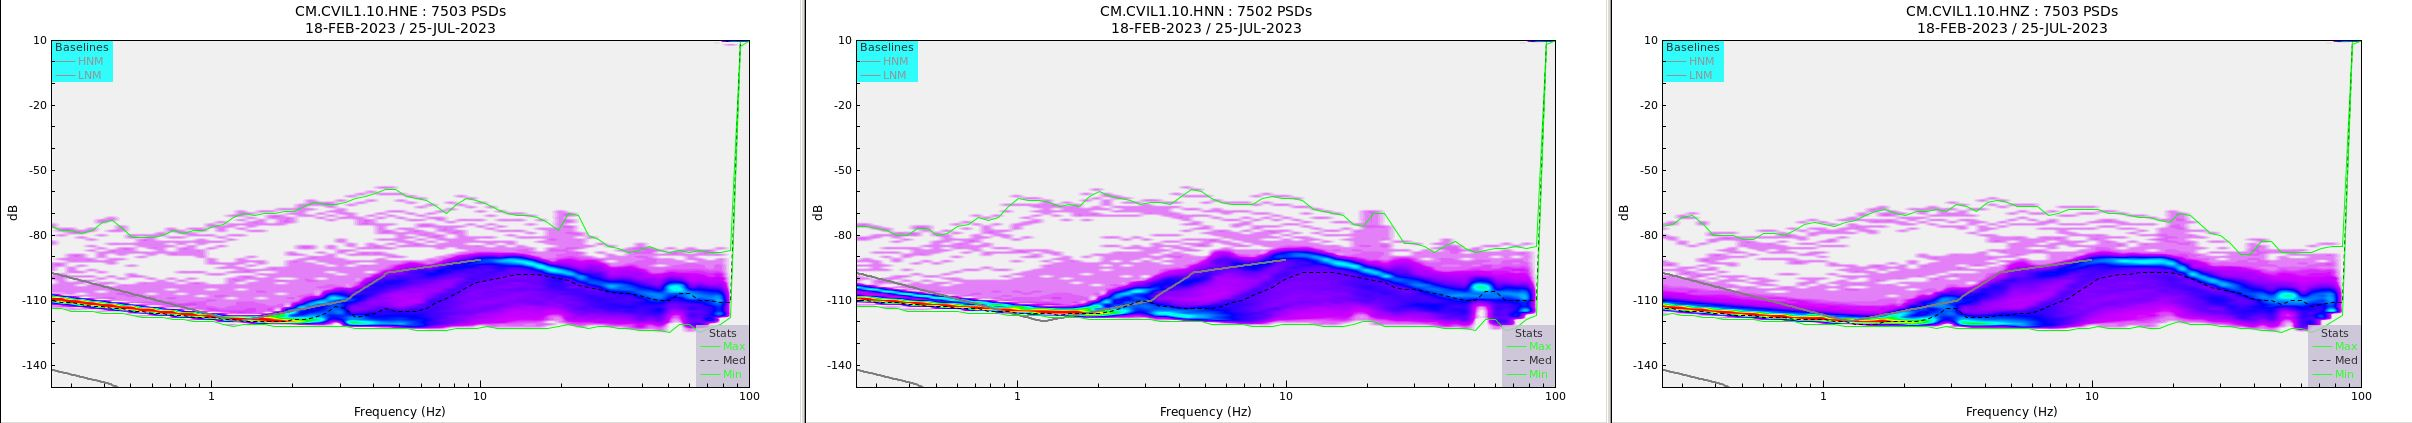 CM.CVIL1.10.HNE : 7503 PSDs
18-FEB-2023 / 25-JUL-2023
10
-20
-50
-80
-110
-140
dB
Baselines
HNM
LNM
Stats
Max
Med
Min
1
10
100
Frequency (Hz)
CM.CVIL1.10.HNN : 7502 PSDs
18-FEB-2023 / 25-JUL-2023
10
-20
-50
-80
-110
-140
dB
Baselines
HNM
LNM
Stats
Max
Med
Min
1
10
100
Frequency (Hz)
CM.CVIL1.10.HNZ : 7503 PSDs
18-FEB-2023 / 25-JUL-2023
10
-20
-50
-80
-110
-140
dB
Baselines
HNM
LNM
Stats
Max
Med
Min
1
10
100
Frequency (Hz)